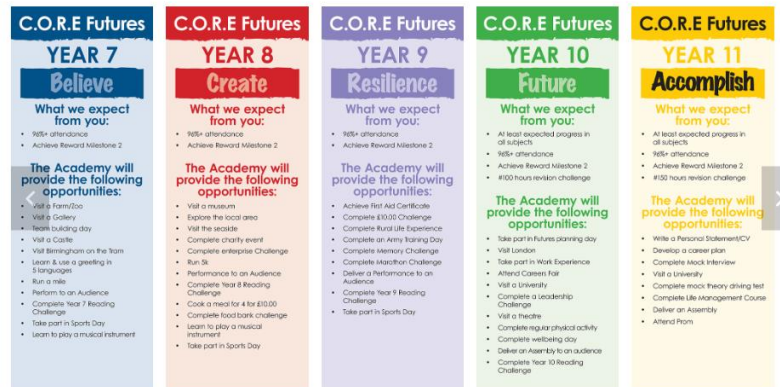 C.O.R.E Futures
YEAR 7
Believe
What we expect
from you:
• 96%+ attendance
• Achieve Reward Milestone 2
The Academy will
provide the following
opportunities:
• Visit a Farm/Zoo
• Visit a Gallery
• Team building day
• Visit a Castle
• Visit Birmingham on the Tram
• Learn & use a greeting in
5 languages
• Run a mile
• Perform to an Audience
• Complete Year 7 Reading
Challenge
• Take part in Sports Day
• Learn to play a musical instrument
C.O.R.E Futures
YEAR 8
Create
What we expect
from you:
• 96%+ attendance
• Achieve Reward Milestone 2
The Academy will
provide the following
opportunities:
• Visit a museum
• Explore the local area
• Visit the seaside
• Complete charity event
• Complete enterprise Challenge
• Run 5k
• Performance to an Audience
• Complete Year 8 Reading
Challenge
• Cook a meal for 4 for £10.00
• Complete food bank challenge
• Learn to play a musical
instrument
• Take part in Sports Day
C.O.R.E Futures
YEAR 9
Resilience
What we expect
from you:
• 96%+ attendance
• Achieve Reward Milestone 2
The Academy will
provide the following
opportunities:
• Achieve First Aid Certificate
• Complete £10.00 Challenge
• Complete Rural Life Experience
• Complete an Army Training Day
• Complete Memory Challenge
• Complete Marathon Challenge
• Deliver a Performance to an
Audience
• Complete Year 9 Reading
Challenge
• Take part in Sports Day
C.O.R.E Futures
YEAR 10
Future
What we expect
from you:
• At least expected progress in
all subjects
• 96%+ attendance
• Achieve Reward Milestone 2
• #100 hours revision challenge
The Academy will
provide the following
opportunities:
• Take part in Futures planning day
• Visit London
• Take part in Work Experience
• Attend Careers Fair
• Visit a University
• Complete a Leadership
Challenge
• Visit a theatre
• Complete regular physical activity
• Complete wellbeing day
• Deliver an Assembly to an audience
• Complete Year 10 Reading
Challenge
C.O.R.E Futures
YEAR 11
Accomplish
What we expect
from you:
• At least expected progress in
all subjects
• 96%+ attendance
• Achieve Reward Milestone 2
• #150 hours revision challenge
The Academy will
provide the following
opportunities:
• Write a Personal Statement/CV
• Develop a career plan
• Complete Mock Interview
• Visit a University
• Complete mock theory driving test
• Complete Life Management Course
• Deliver an Assembly
• Attend Prom